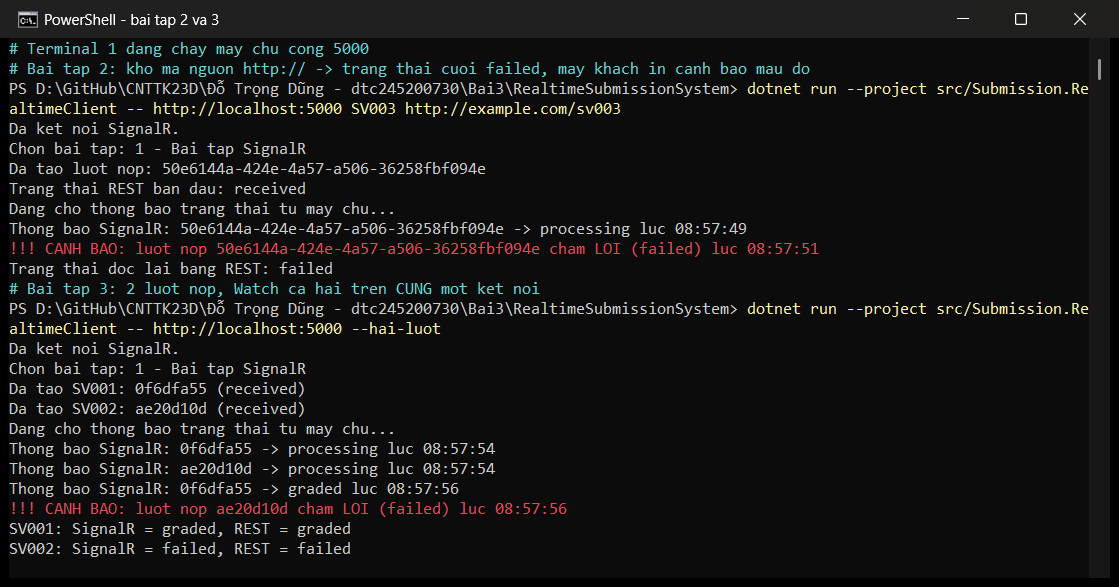 PowerShell - bai tap 2 va 3
# Terminal 1 dang chay may chu cong 5000
# Bai tap 2: kho ma nguon http:// -> trang thai cuoi failed, may khach in canh bao mau do
PS D:\GitHub\CNTTK23D\Đỗ Trọng Dũng - dtc245200730\Bai3\RealtimeSubmissionSystem> dotnet run --project src/Submission.Re
altimeClient -- http://localhost:5000 SV003 http://example.com/sv003
Da ket noi SignalR.
Chon bai tap: 1 - Bai tap SignalR
Da tao luot nop: 50e6144a-424e-4a57-a506-36258fbf094e
Trang thai REST ban dau: received
Dang cho thong bao trang thai tu may chu...
Thong bao SignalR: 50e6144a-424e-4a57-a506-36258fbf094e -> processing luc 08:57:49
!!! CANH BAO: luot nop 50e6144a-424e-4a57-a506-36258fbf094e cham LOI (failed) luc 08:57:51
Trang thai doc lai bang REST: failed
# Bai tap 3: 2 luot nop, Watch ca hai tren CUNG mot ket noi
PS D:\GitHub\CNTTK23D\Đỗ Trọng Dũng - dtc245200730\Bai3\RealtimeSubmissionSystem> dotnet run --project src/Submission.Re
altimeClient -- http://localhost:5000 --hai-luot
Da ket noi SignalR.
Chon bai tap: 1 - Bai tap SignalR
Da tao SV001: 0f6dfa55 (received)
Da tao SV002: ae20d10d (received)
Dang cho thong bao trang thai tu may chu...
Thong bao SignalR: 0f6dfa55 -> processing luc 08:57:54
Thong bao SignalR: ae20d10d -> processing luc 08:57:54
Thong bao SignalR: 0f6dfa55 -> graded luc 08:57:56
!!! CANH BAO: luot nop ae20d10d cham LOI (failed) luc 08:57:56
SV001: SignalR = graded, REST = graded
SV002: SignalR = failed, REST = failed